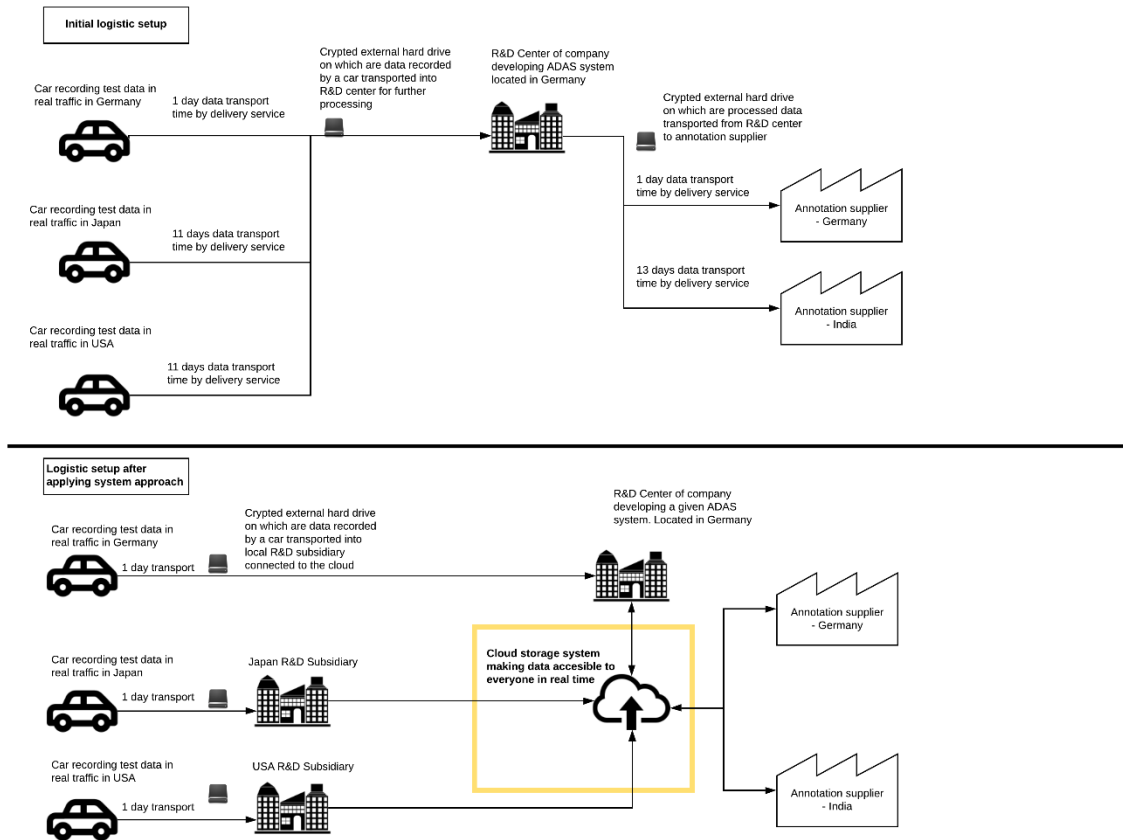 Initial logistic setup
Car recording test data in
real traffic in Germany
1 day data transport
time by delivery service
Crypted external hard drive
on which are data recorded
by a car transported into
R&D center for further
processing
R&D Center of company
developing ADAS system
located in Germany
Crypted external hard drive
on which are processed data
transported from R&D center
to annotation supplier
1 day data transport
time by delivery service
Annotation supplier
- Germany
Car recording test data in
real traffic in Japan
11 days data transport
time by delivery service
13 days data transport
time by delivery service
Annotation supplier
- India
Car recording test data in
real traffic in USA
11 days data transport
time by delivery service
Logistic setup after
applying system approach
Car recording test data in
real traffic in Germany
1 day transport
Crypted external hard drive
on which are data recorded
by a car transported into
local R&D subsidiary
connected to the cloud
R&D Center of company
developing a given ADAS
system. Located in Germany
Annotation supplier
- Germany
Car recording test data in
real traffic in Japan
1 day transport
Japan R&D Subsidiary
Cloud storage system
making data accesible to
everyone in real time
Car recording test data in
real traffic in USA
1 day transport
USA R&D Subsidiary
Annotation supplier
- India